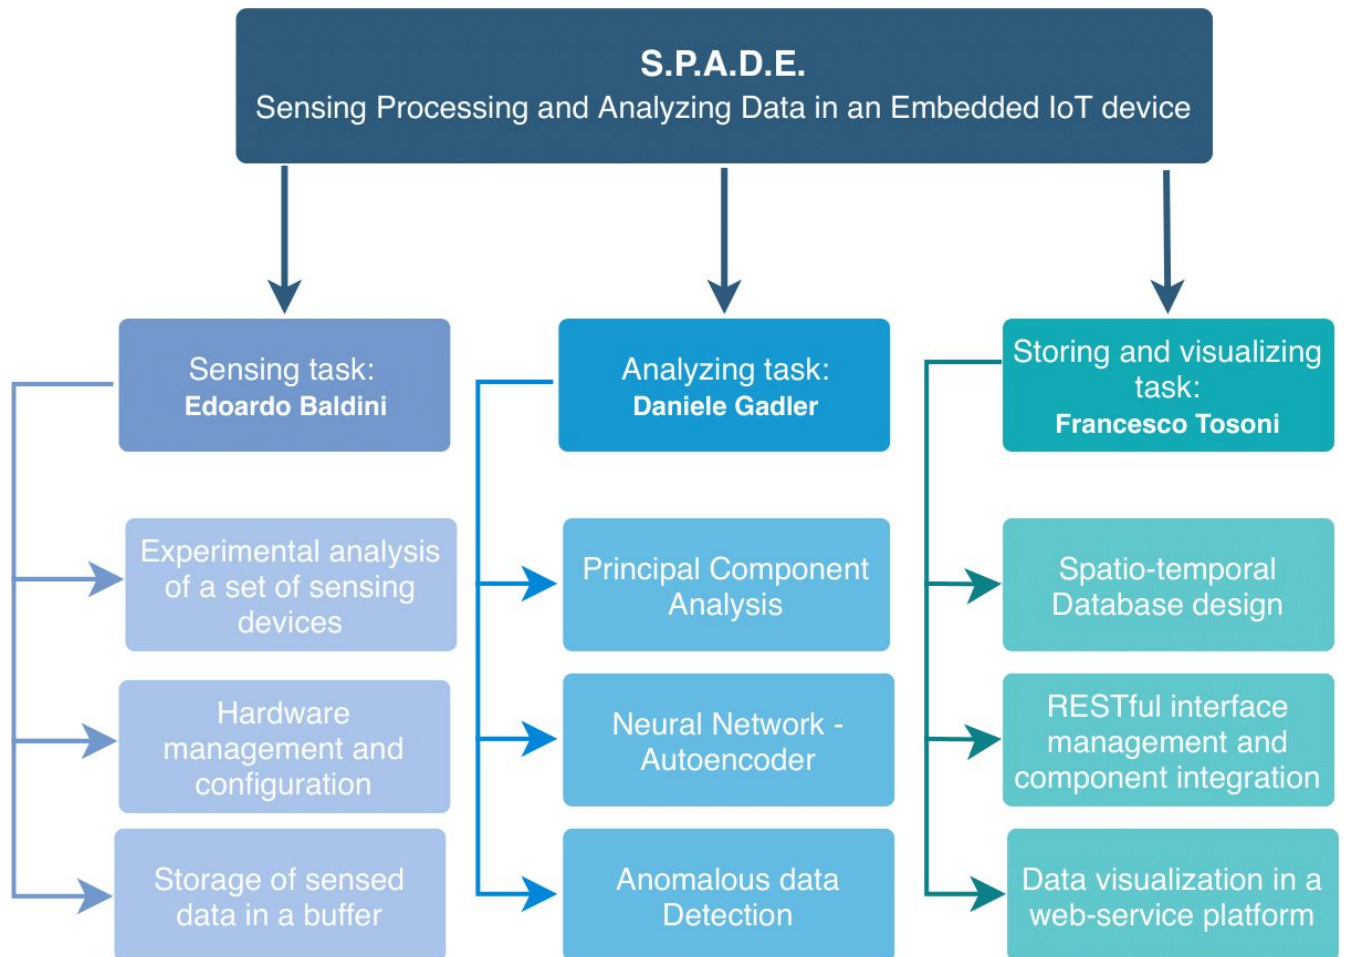 S.P.A.D.E.
Sensing Processing and Analyzing Data in an Embedded IoT device
Sensing task:
Edoardo Baldini
Experimental analysis
of a set of sensing
devices
Hardware
management and
configuration
Storage of sensed
data in a buffer
Analyzing task:
Daniele Gadler
Principal Component
Analysis
Neural Network -
Autoencoder
Anomalous data
Detection
Storing and visualizing
task:
Francesco Tosoni
Spatio-temporal
Database design
RESTful interface
management and
component integration
Data visualization in a
web-service platform